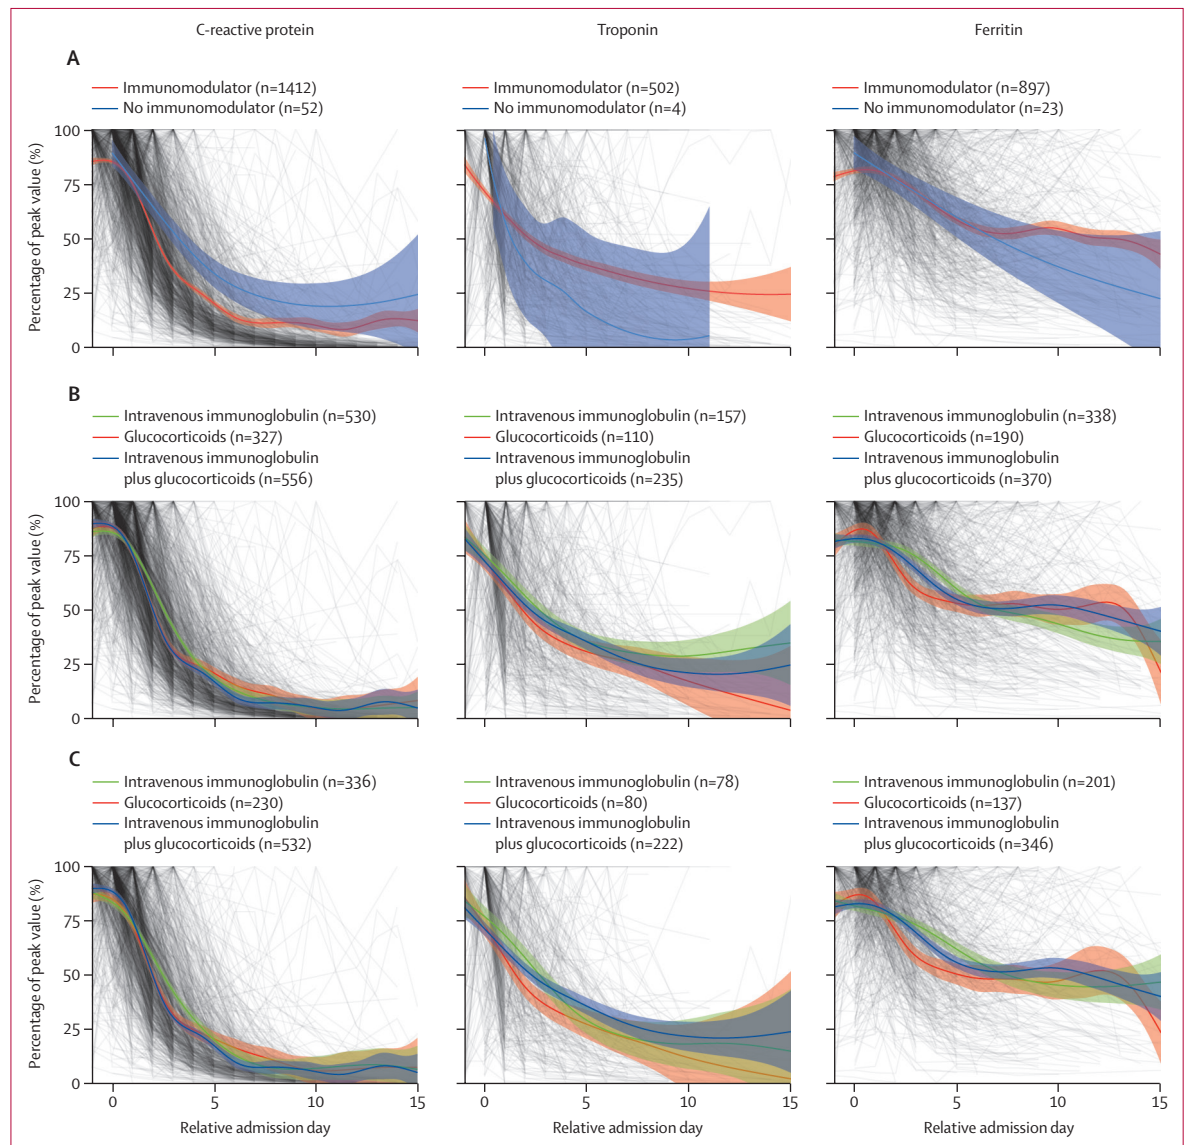 C-reactive protein
Troponin
Ferritin
A
Immunomodulator (n=1412)
No immunomodulator (n=52)
Immunomodulator (n=502)
No immunomodulator (n=4)
Immunomodulator (n=897)
No immunomodulator (n=23)
Percentage of peak value (%)
100
75
50
25
0
B
Intravenous immunoglobulin (n=530)
Glucocorticoids (n=327)
Intravenous immunoglobulin
plus glucocorticoids (n=556)
Intravenous immunoglobulin (n=157)
Glucocorticoids (n=110)
Intravenous immunoglobulin
plus glucocorticoids (n=235)
Intravenous immunoglobulin (n=338)
Glucocorticoids (n=190)
Intravenous immunoglobulin
plus glucocorticoids (n=370)
Percentage of peak value (%)
100
75
50
25
0
C
Intravenous immunoglobulin (n=336)
Glucocorticoids (n=230)
Intravenous immunoglobulin
plus glucocorticoids (n=532)
Intravenous immunoglobulin (n=78)
Glucocorticoids (n=80)
Intravenous immunoglobulin
plus glucocorticoids (n=222)
Intravenous immunoglobulin (n=201)
Glucocorticoids (n=137)
Intravenous immunoglobulin
plus glucocorticoids (n=346)
Percentage of peak value (%)
100
75
50
25
0
0 5 10 15
0 5 10 15
0 5 10 15
Relative admission day
Relative admission day
Relative admission day